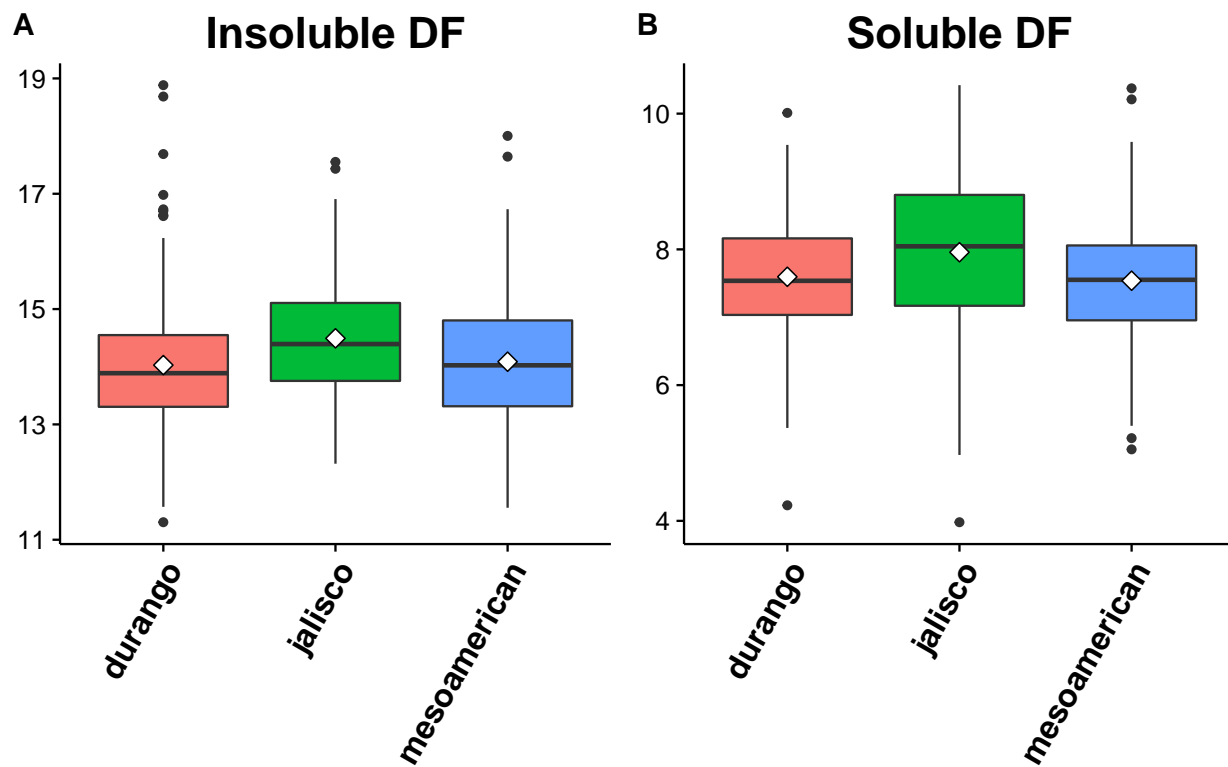 A
Insoluble DF
19
17
15
13
11
durango
jalisco
mesoamerican
B
Soluble DF
10
8
6
4
durango
jalisco
mesoamerican